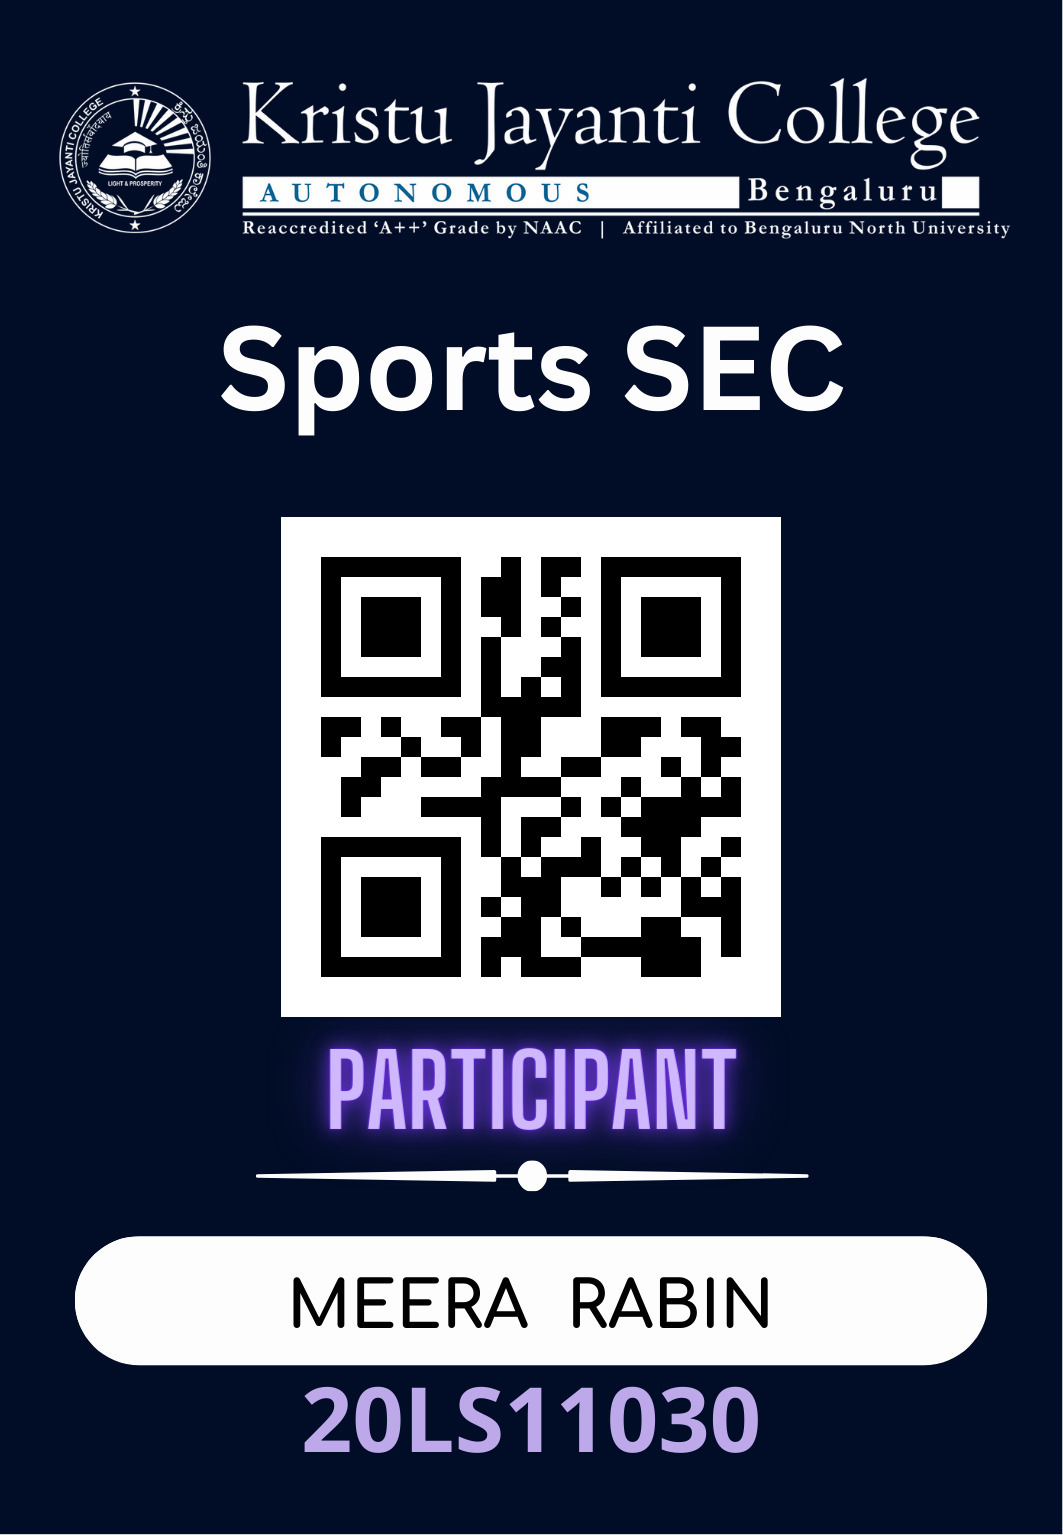 KRISTU JAYANTI COLLEGE
ಕ್ರಿಸ್ತು ಜಯಂತಿ ಕಾಲೇಜು
LIGHT & PROSPERITY
Kristu Jayanti College
AUTONOMOUS Bengaluru
Reaccredited ‘A++’ Grade by NAAC | Affiliated to Bengaluru North University
Sports SEC
PARTICIPANT
MEERA RABIN
20LS11030